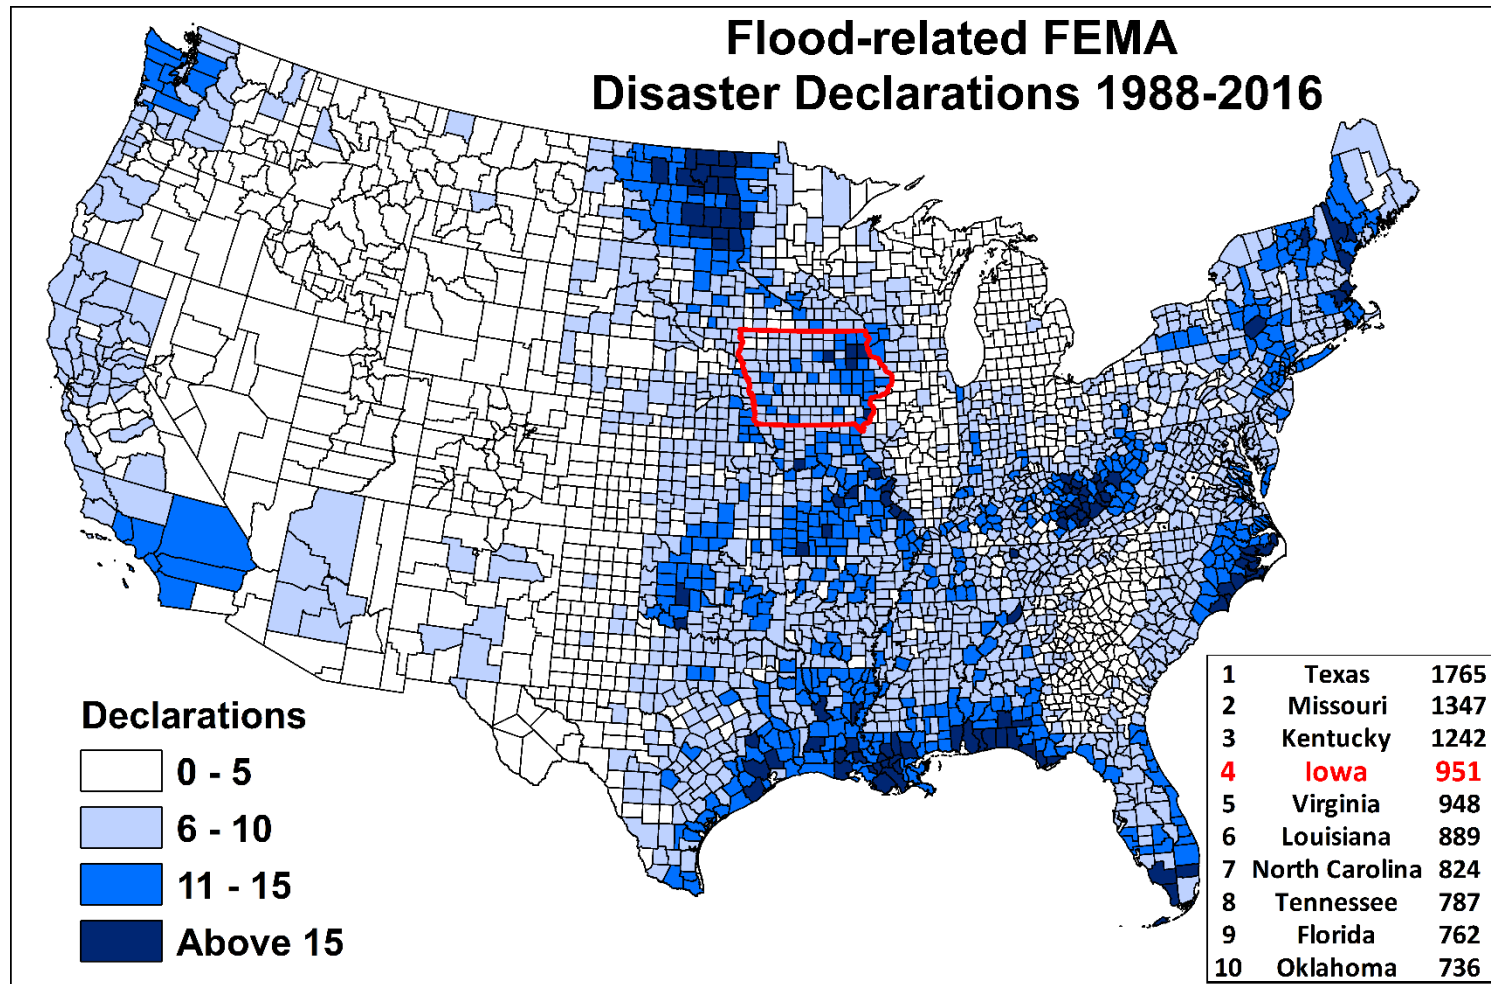 Flood-related FEMA
Disaster Declarations 1988-2016
Declarations
0 - 5
6 - 10
11 - 15
Above 15
1 Texas 1765
2 Missouri 1347
3 Kentucky 1242
4 Iowa 951
5 Virginia 948
6 Louisiana 889
7 North Carolina 824
8 Tennessee 787
9 Florida 762
10 Oklahoma 736